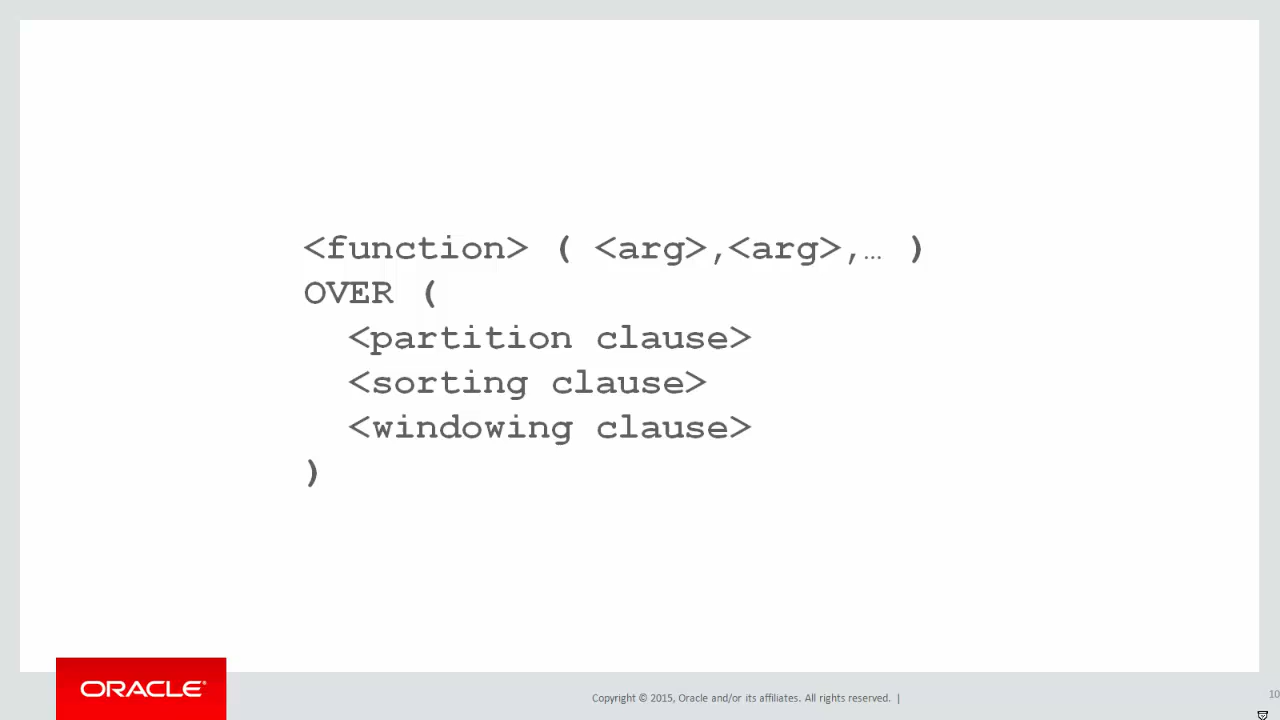 <function> ( <arg>,<arg>,… )
OVER (
<partition clause>
<sorting clause>
<windowing clause>
)
ORACLE®
Copyright © 2015, Oracle and/or its affiliates. All rights reserved. |
10